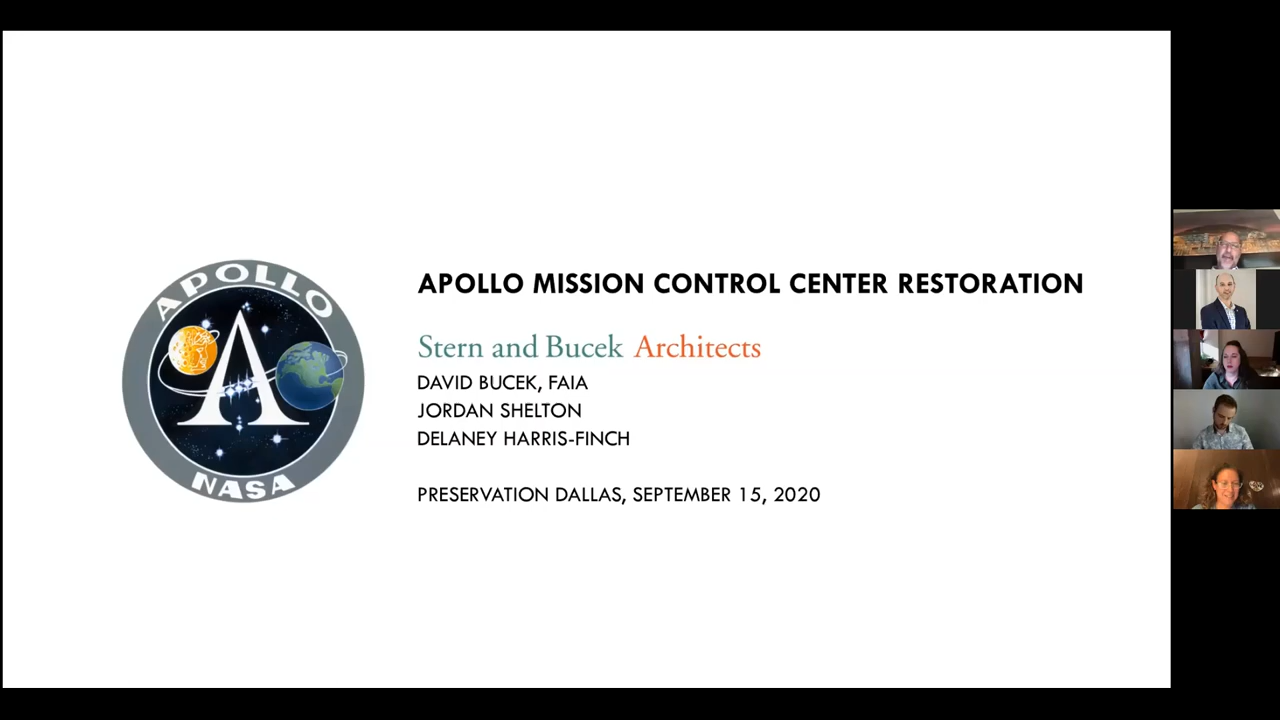 APOLLO
NASA
APOLLO MISSION CONTROL CENTER RESTORATION
Stern and Bucek Architects
DAVID BUCEK, FAIA
JORDAN SHELTON
DELANEY HARRIS-FINCH
PRESERVATION DALLAS, SEPTEMBER 15, 2020